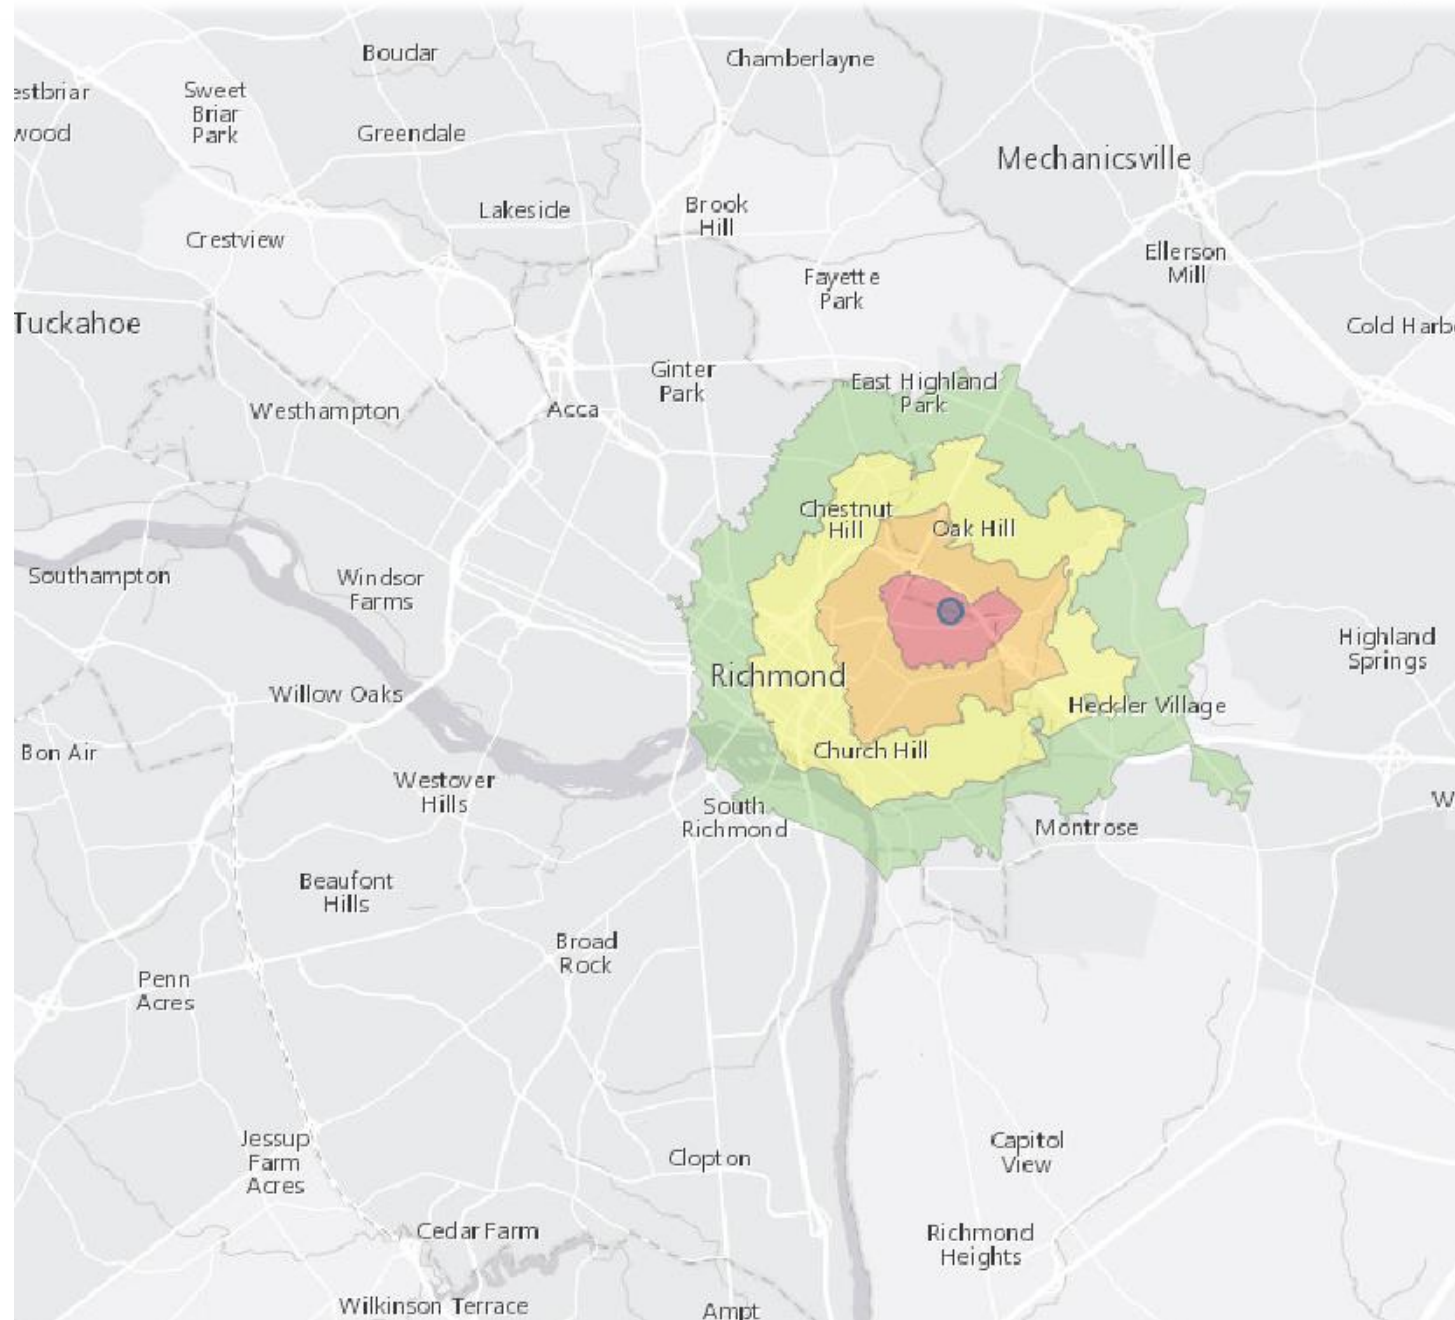 Boudar
Chamberlayne
estbriar
Sweet
Briar
Park
wood
Greendale
Mechanicsville
Lakeside
Brook
Hill
Crestview
Ellerson
Mill
Fayette
Park
Tuckahoe
Cold Harb
Ginter
Park
East Highland
Park
Westhampton
Acca
Chestnut
Hill
Oak Hill
Southampton
Windsor
Farms
Highland
Springs
Richmond
Willow Oaks
Heckler Village
Bon Air
Church Hill
Westover
Hills
W
South
Richmond
Montrose
Beaufont
Hills
Broad
Rock
Penn
Acres
Jessup
Farm
Acres
Clopton
Capitol
View
Cedar Farm
Richmond
Heights
Wilkinson Terrace
Ampt